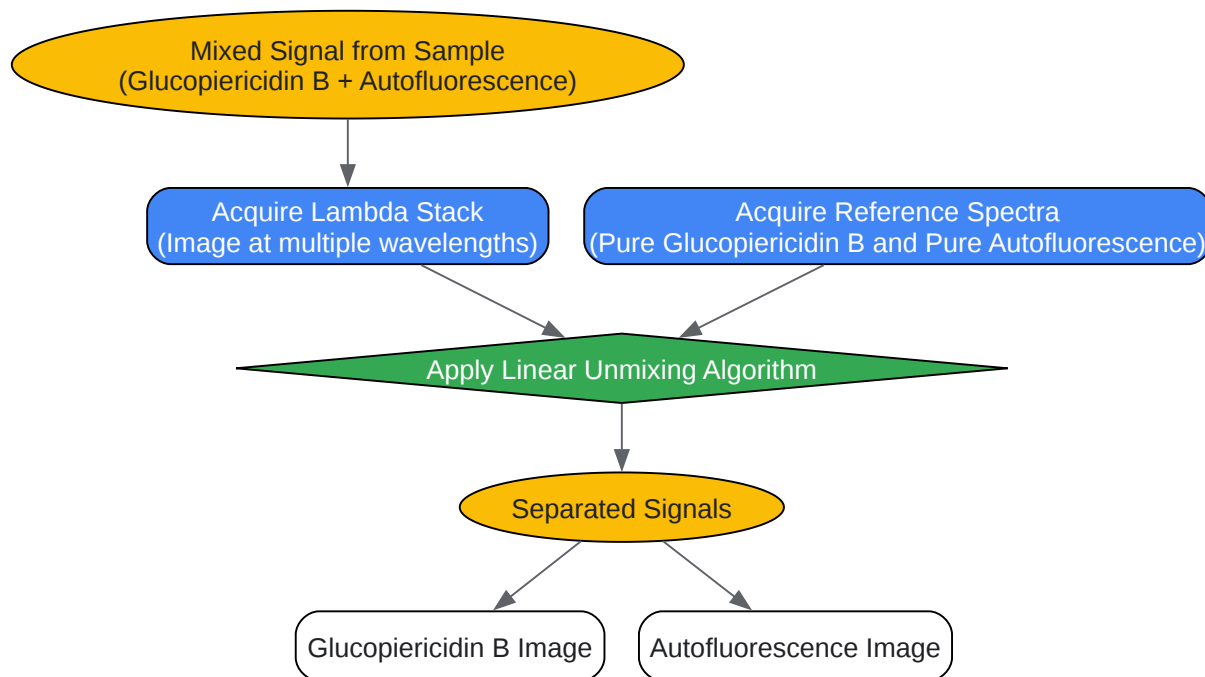 Mixed Signal from Sample
(Glucopiericidin B + Autofluorescence)
Acquire Lambda Stack
(Image at multiple wavelengths)
Acquire Reference Spectra
(Pure Glucopiericidin B and Pure Autofluorescence)
Apply Linear Unmixing Algorithm
Separated Signals
Glucopiericidin B Image
Autofluorescence Image